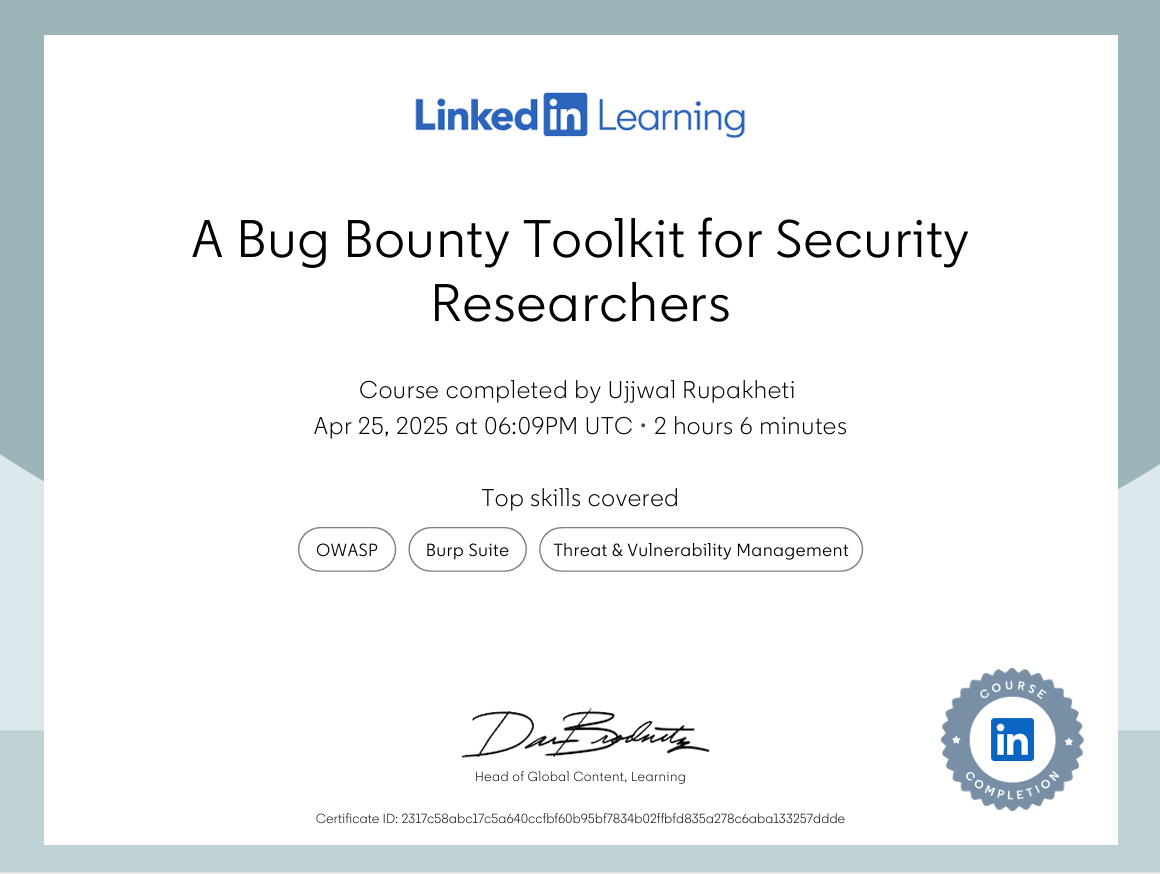 Linkedin Learning
A Bug Bounty Toolkit for Security
Researchers
Course completed by Ujjwal Rupakheti
Apr 25, 2025 at 06:09PM UTC • 2 hours 6 minutes
Top skills covered
OWASP
Burp Suite
Threat & Vulnerability Management
Dan Brodnitz
Head of Global Content, Learning
COURSE
in
COMPLETION
Certificate ID: 2317c58abc17c5a640ccfbf60b95bf7834b02ffbfd835a278c6aba133257ddde